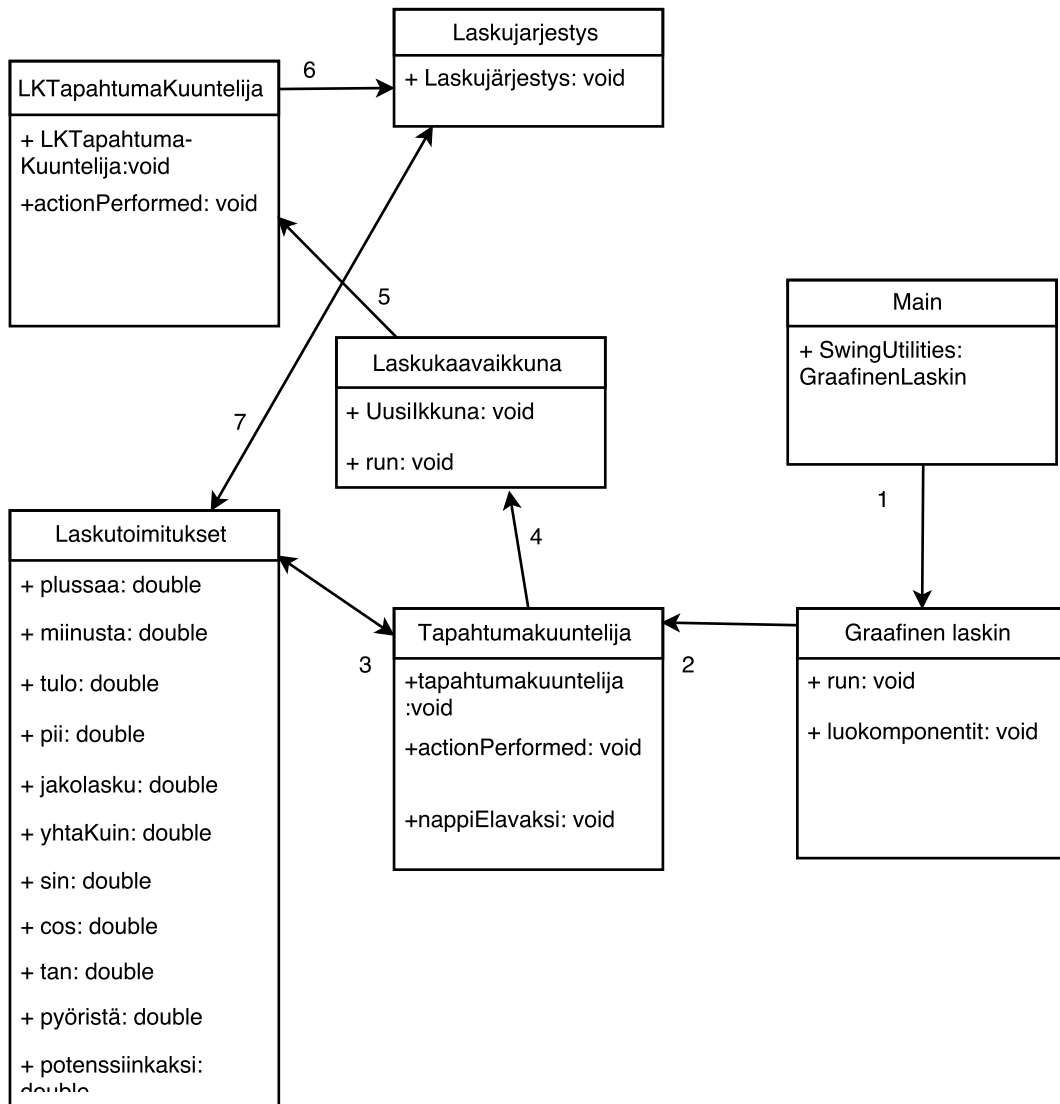 Laskujarjestys
+ Laskujärjestys: void
6
LKTapahtumaKuuntelija
+ LKTapahtuma-
Kuuntelija:void
+actionPerformed: void
5
Main
+ SwingUtilities:
GraafinenLaskin
Laskukaavaikkuna
+ UusiIkkuna: void
+ run: void
7
1
4
Laskutoimitukset
+ plussaa: double
+ miinusta: double
+ tulo: double
+ pii: double
+ jakolasku: double
+ yhtaKuin: double
+ sin: double
+ cos: double
+ tan: double
+ pyöristä: double
+ potenssiinkaksi:
double
3
Tapahtumakuuntelija
+tapahtumakuuntelija
:void
+actionPerformed: void
+nappiElavaksi: void
2
Graafinen laskin
+ run: void
+ luokomponentit: void